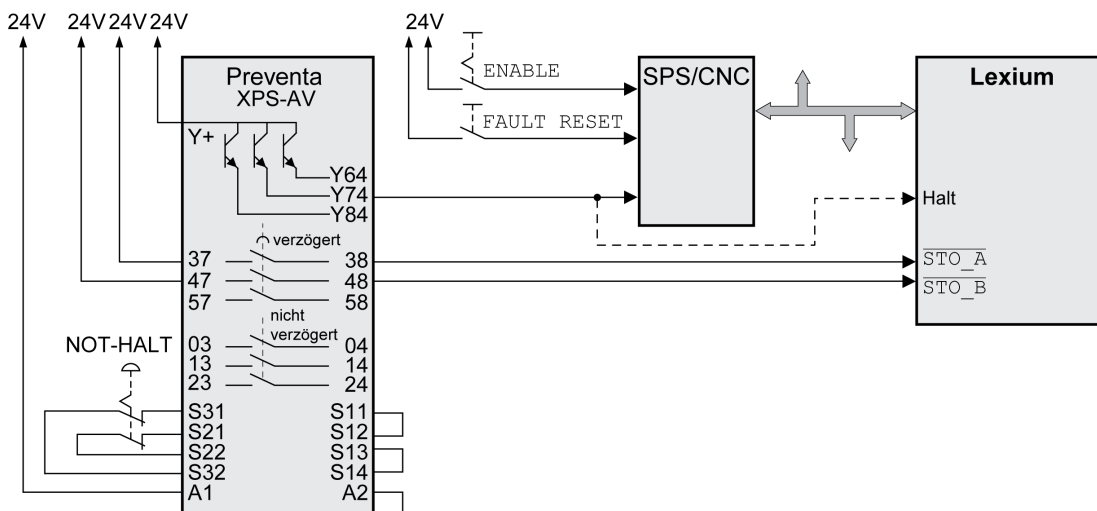 24V 24V 24V 24V
24V
Preventa
XPS-AV
Y+
Y64
Y74
Y84
verzögert
37 38
47 48
57 58
nicht
verzögert
03 04
13 14
23 24
NOT-HALT
S31 S11
S21 S12
S22 S13
S32 S14
A1 A2
ENABLE
FAULT RESET
SPS/CNC
Lexium
Halt
STO_A
STO_B